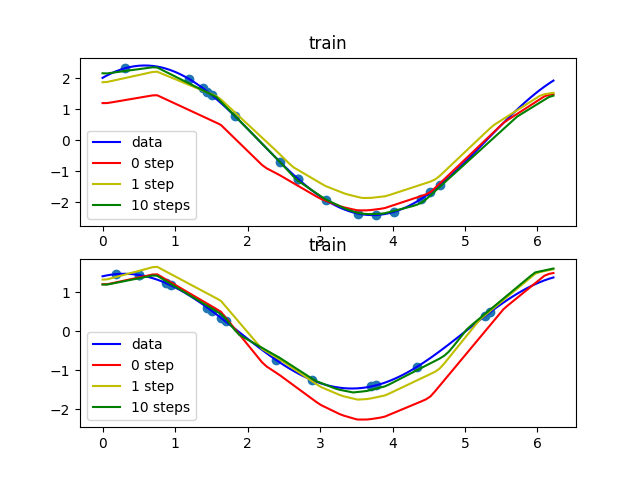 train
2
1
0
−1
−2
data
0 step
1 step
10 steps
0 1 2 3 4 5 6
train
1
0
−1
−2
data
0 step
1 step
10 steps
0 1 2 3 4 5 6